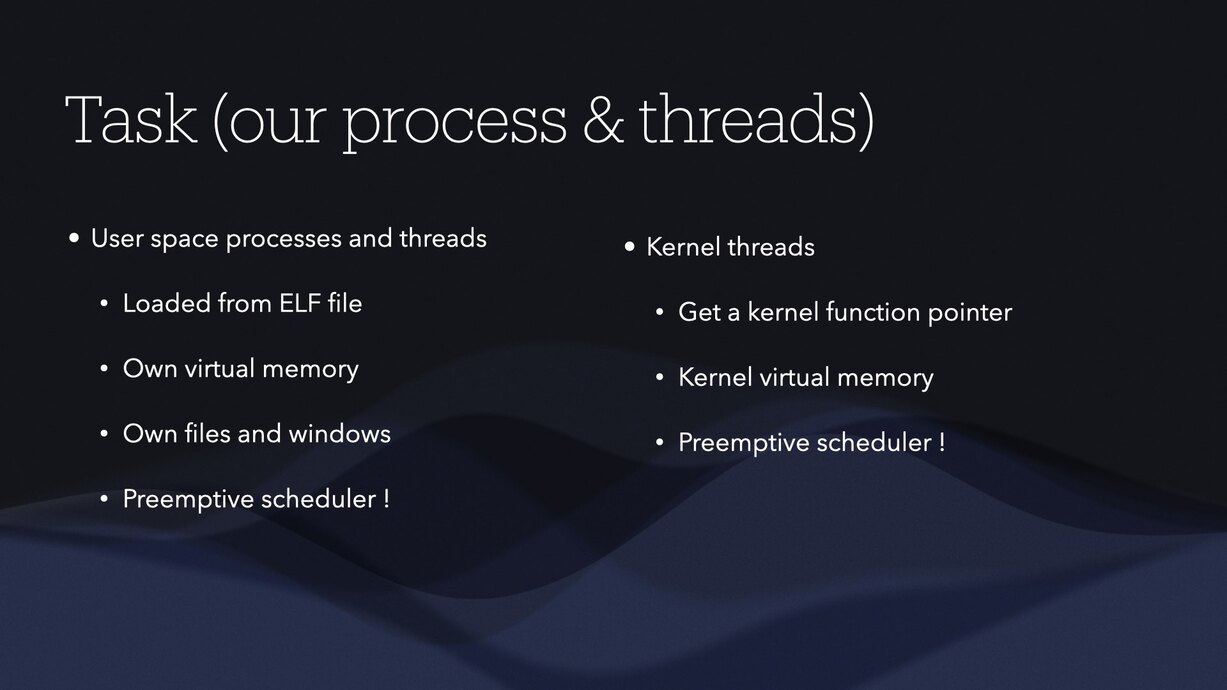 Task (our process & threads)
• User space processes and threads
• Loaded from ELF file
• Own virtual memory
• Own files and windows
• Preemptive scheduler !
• Kernel threads
• Get a kernel function pointer
• Kernel virtual memory
• Preemptive scheduler !